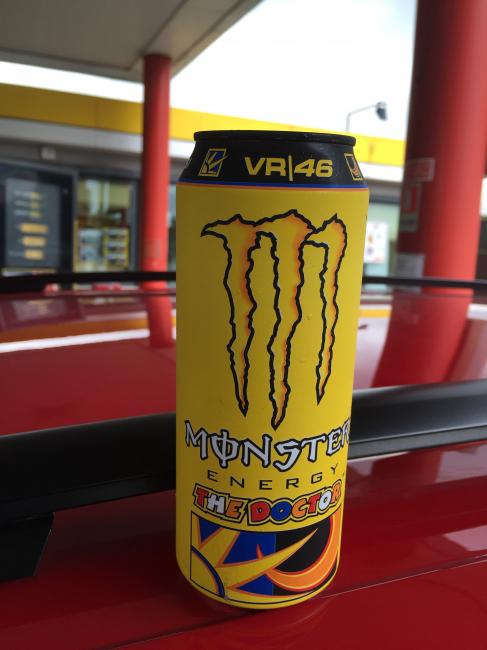 VR|46
MONSTER
ENERGY
THE DOCTOR